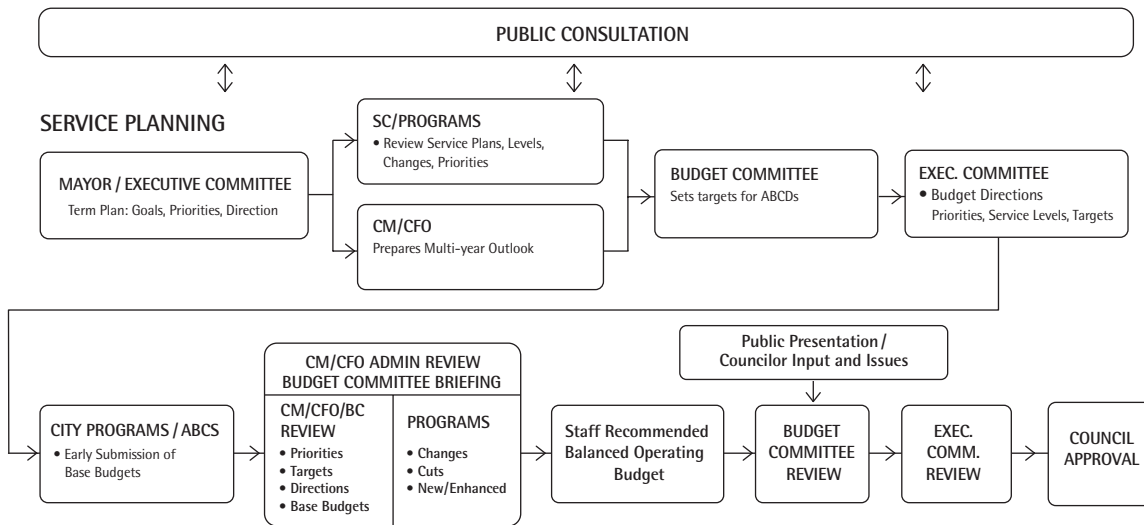 PUBLIC CONSULTATION
SERVICE PLANNING
MAYOR / EXECUTIVE COMMITTEE
Term Plan: Goals, Priorities, Direction
SC/PROGRAMS
• Review Service Plans, Levels,
Changes, Priorities
CM/CFO
Prepares Multi-year Outlook
BUDGET COMMITTEE
Sets targets for ABCDs
EXEC. COMMITTEE
• Budget Directions
Priorities, Service Levels, Targets
CITY PROGRAMS / ABCS
• Early Submission of
Base Budgets
CM/CFO ADMIN REVIEW
BUDGET COMMITTEE BRIEFING
CM/CFO/BC
REVIEW
• Priorities
• Targets
• Directions
• Base Budgets
PROGRAMS
• Changes
• Cuts
• New/Enhanced
Staff Recommended
Balanced Operating
Budget
Public Presentation /
Councilor Input and Issues
BUDGET
COMMITTEE
REVIEW
EXEC.
COMM.
REVIEW
COUNCIL
APPROVAL